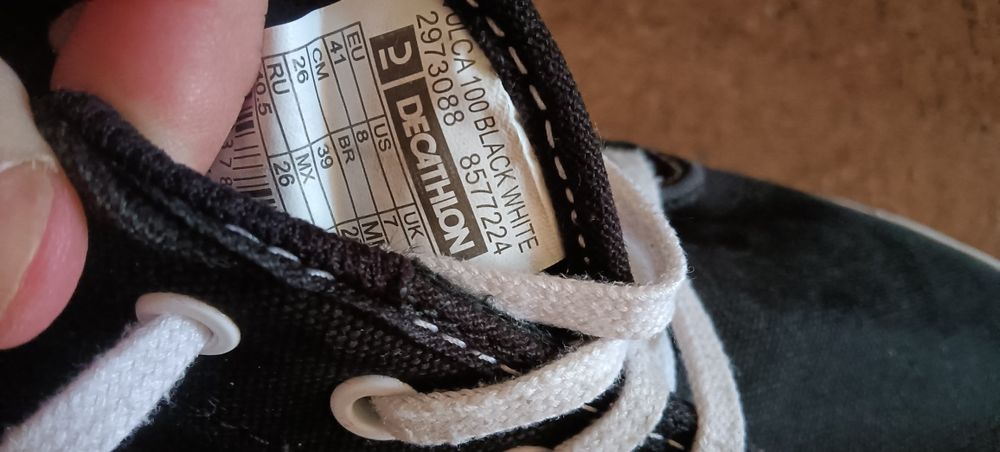 ULCA 100 BLACK WHITE
2973088 8577224
DECATHLON
EU US UK
41 8 7
CM BR
26 39
RU MX
26